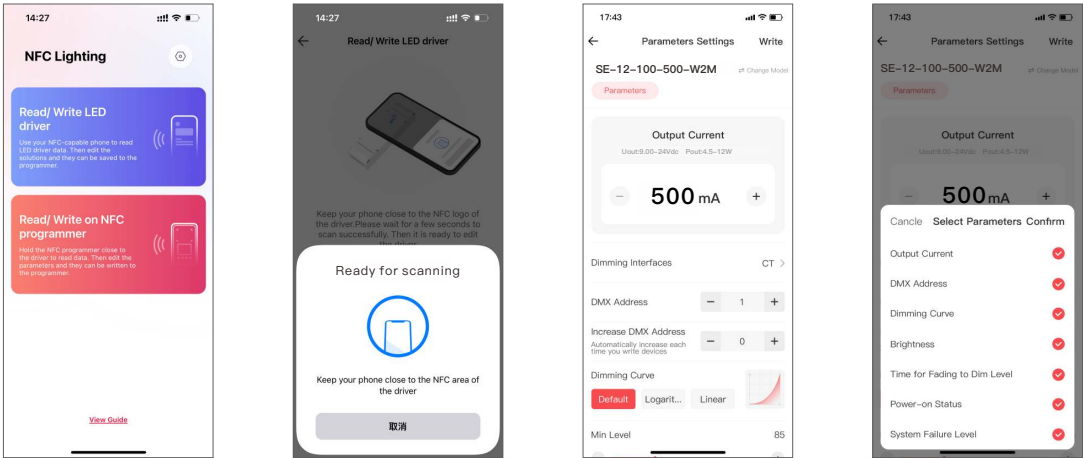 14:27
NFC Lighting
Read/ Write LED
driver
Use your NFC-capable phone to read
LED driver data. Then edit the
solutions and they can be saved to the
programmer.
Read/ Write on NFC
programmer
Hold the NFC programmer close to
the driver to read data. Then edit the
parameters and they can be written to
the programmer.
View Guide
14:27
Read/ Write LED driver
Keep your phone close to the NFC logo of
the driver.Please wait for a few seconds to
scan successfully. Then it is ready to edit
the driver
Ready for scanning
Keep your phone close to the NFC area of
the driver
取消
17:43
Parameters Settings Write
SE-12-100-500-W2M ⇄ Change Model
Parameters
Output Current
Uout:9.00-24Vdc Pout:4.5-12W
− 500 mA +
Dimming Interfaces CT >
DMX Address − 1 +
Increase DMX Address
Automatically increase each
time you write devices
− 0 +
Dimming Curve
Default Logarit... Linear
Min Level 85
17:43
Parameters Settings Write
SE-12-100-500-W2M ⇄ Change Model
Parameters
Output Current
Uout:9.00-24Vdc Pout:4.5-12W
− 500 mA +
Cancle Select Parameters Confirm
Output Current
DMX Address
Dimming Curve
Brightness
Time for Fading to Dim Level
Power-on Status
System Failure Level